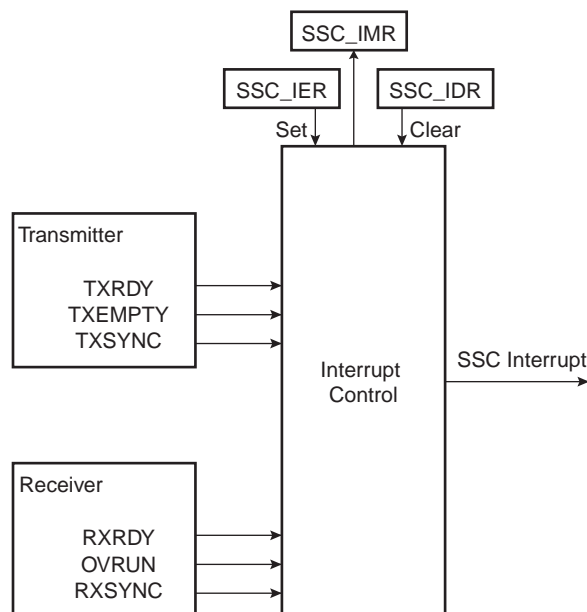 SSC_IMR
SSC_IER
SSC_IDR
Set
Clear
Transmitter
TXRDY
TXEMPTY
TXSYNC
Interrupt
Control
SSC Interrupt
Receiver
RXRDY
OVRUN
RXSYNC